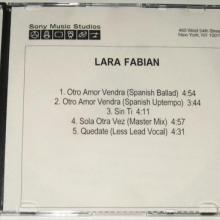 Sony Music Studios
460 West 54th Street
New York, NY 10019
LARA FABIAN
1. Otro Amor Vendra (Spanish Ballad) 4:54
2. Otro Amor Vendra (Spanish Uptempo) 3:44
3. Sin Ti 4:11
4. Sola Otra Vez (Master Mix) 4:57
5. Quedate (Less Lead Vocal) 4:31